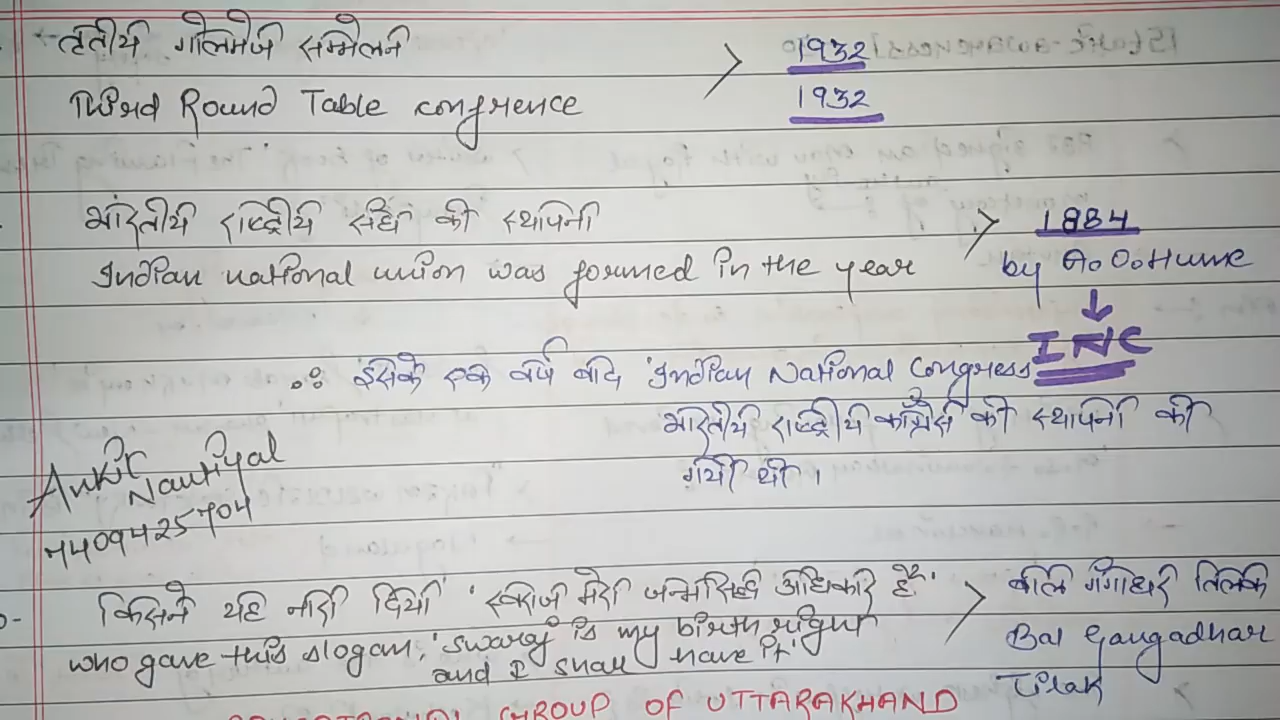 तृतीय गोलमेज सम्मेलन > 1932
Third Round Table confrence 1932
भारतीय राष्ट्रीय संघ की स्थापना > 1884
Indian national union was formed in the year by A.O.Hume
↓
INC
इसके एक वर्ष बाद 'Indian National Congress
भारतीय राष्ट्रीय काँग्रेस की स्थापना की
गयी थी।
Ankit
Nautiyal
7409425704
किसने यह नारा दिया 'स्वराज मेरा जन्मसिद्ध अधिकार है' > बाल गंगाधर तिलक
who gave this slogan, 'swaraj is my birth right
and I shall have it' Bal Gangadhar
Tilak
GROUP OF UTTARAKHAND